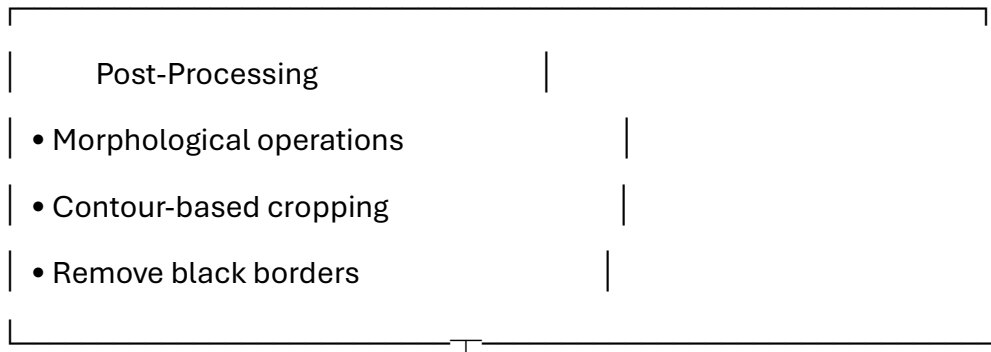 Post-Processing
• Morphological operations
• Contour-based cropping
• Remove black borders